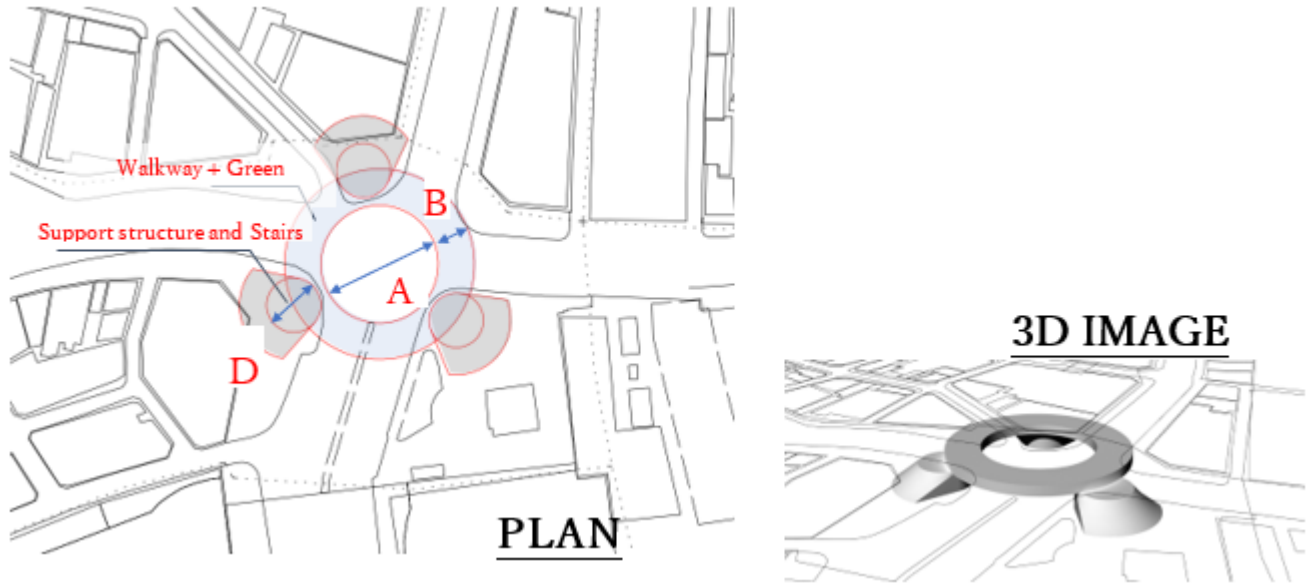 Walkway + Green
B
Support structure and Stairs
A
D
PLAN
3D IMAGE